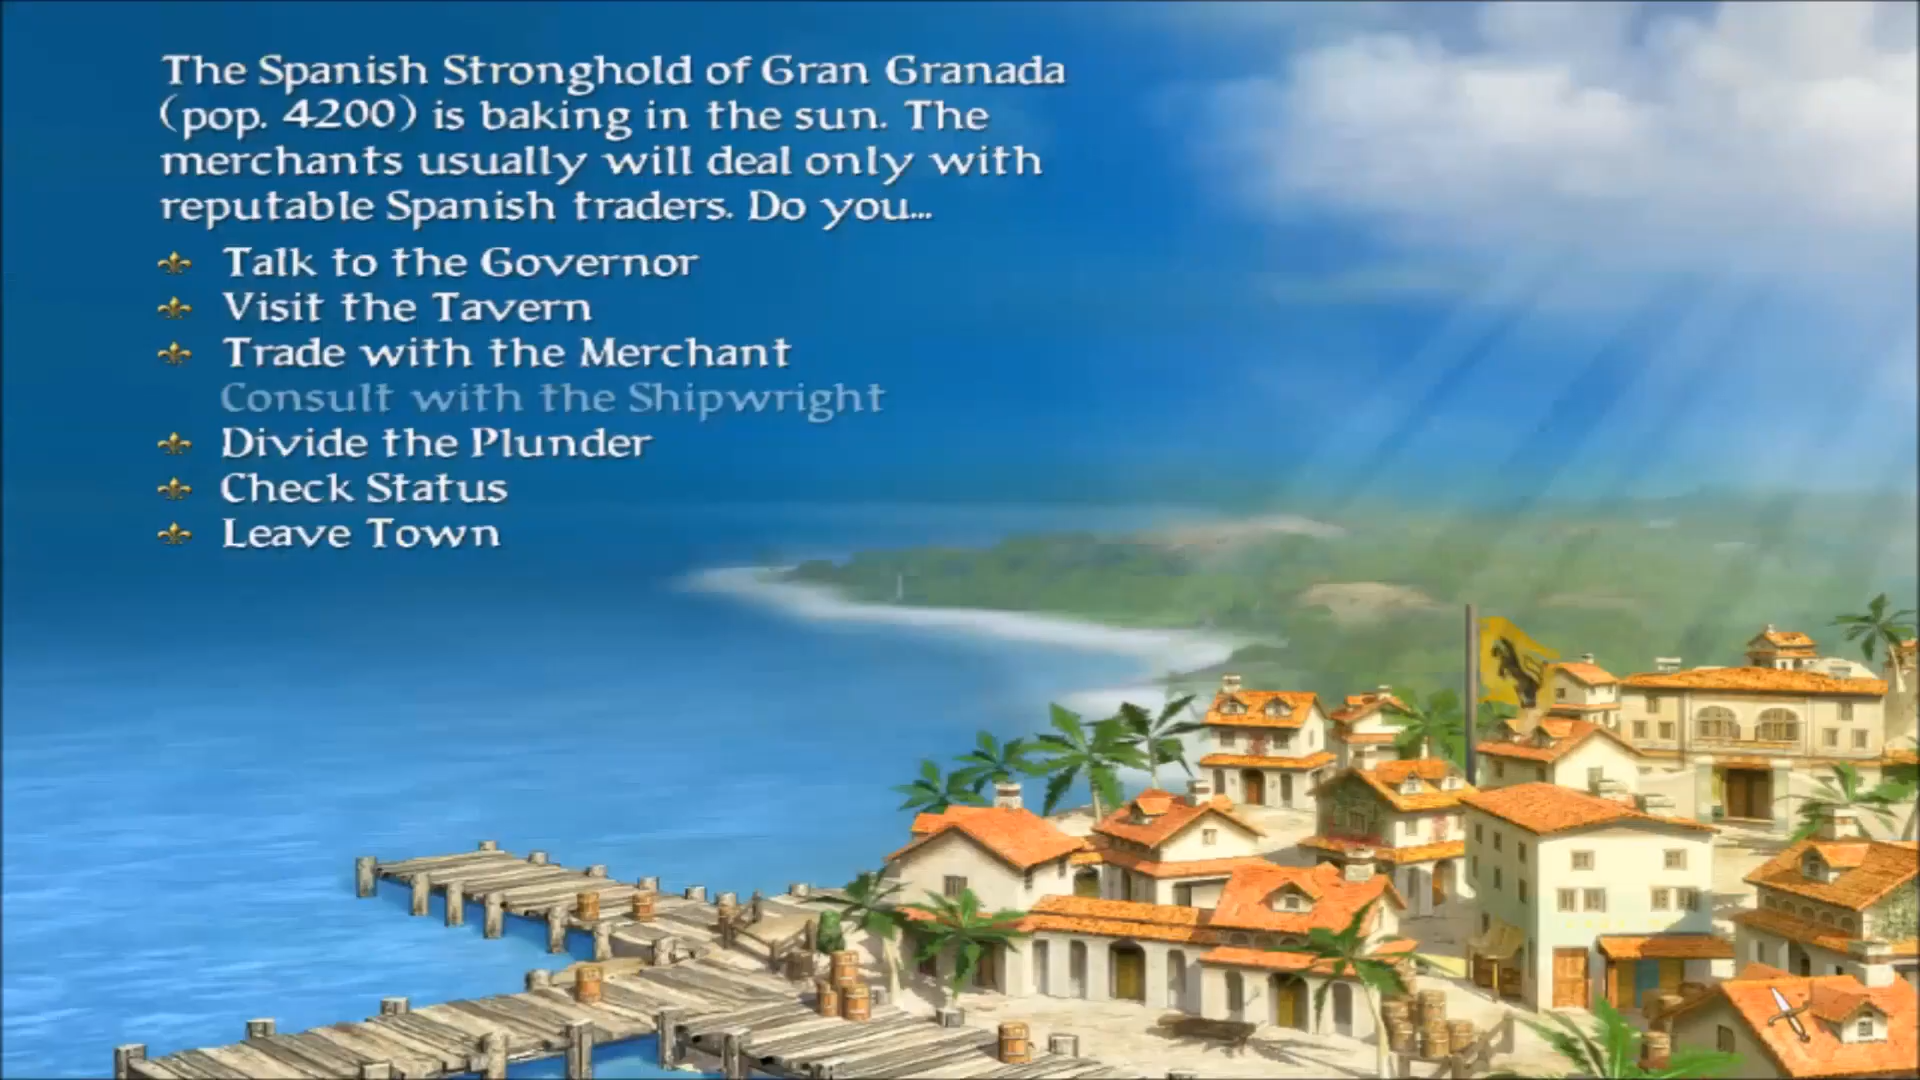 The Spanish Stronghold of Gran Granada
(pop. 4200) is baking in the sun. The
merchants usually will deal only with
reputable Spanish traders. Do you...
Talk to the Governor
Visit the Tavern
Trade with the Merchant
Consult with the Shipwright
Divide the Plunder
Check Status
Leave Town